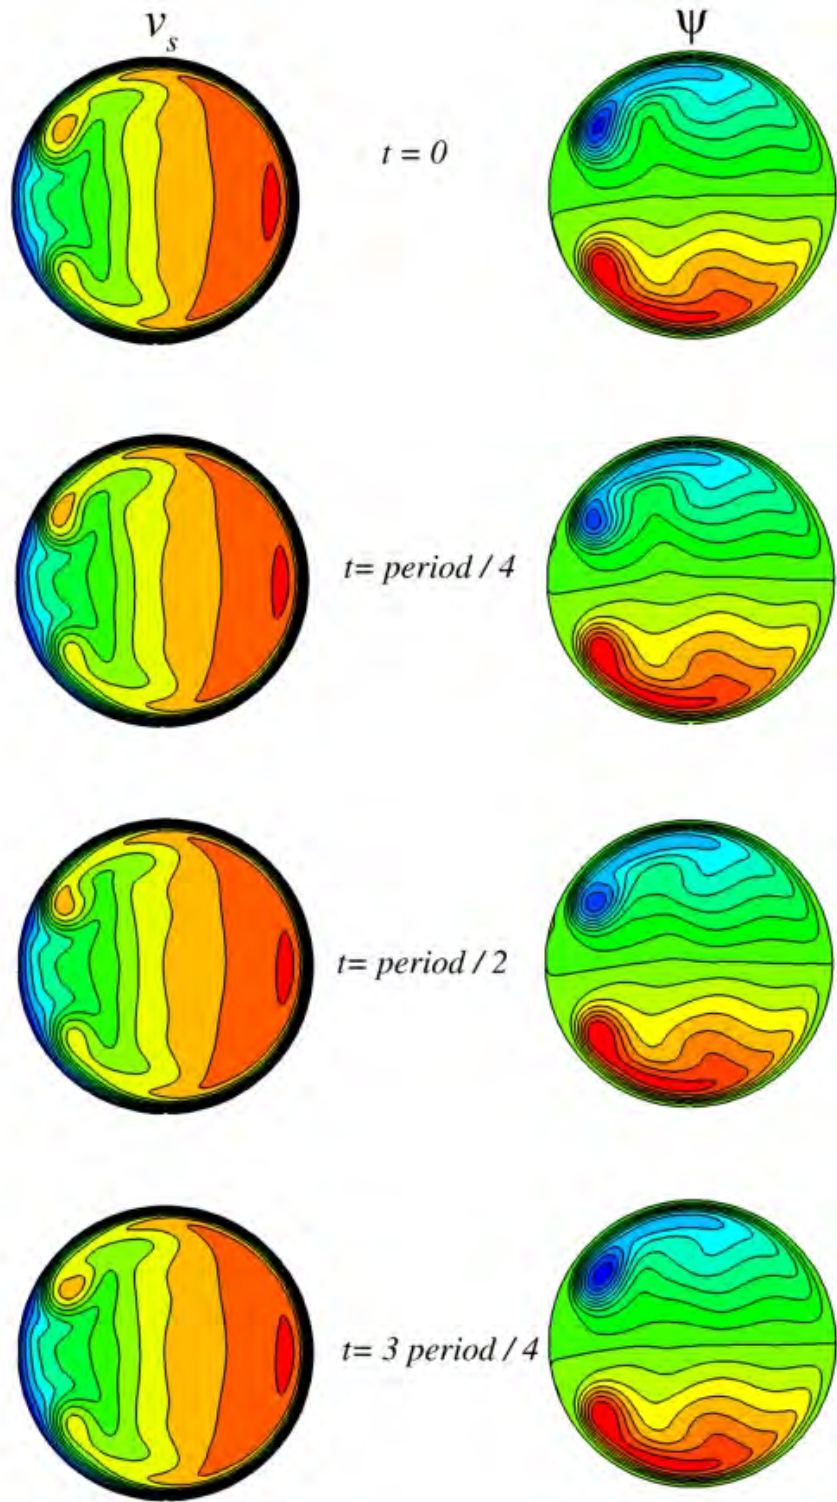 v_s ψ
t = 0
t= period / 4
t= period / 2
t= 3 period / 4